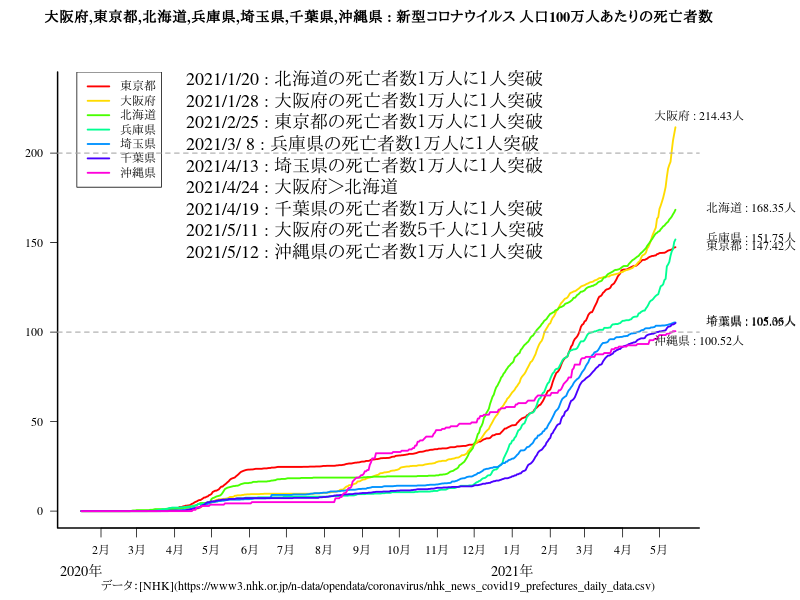 大阪府,東京都,北海道,兵庫県,埼玉県,千葉県,沖縄県 : 新型コロナウイルス 人口100万人あたりの死亡者数
東京都
大阪府
北海道
兵庫県
埼玉県
千葉県
沖縄県
2021/1/20 : 北海道の死亡者数1万人に1人突破
2021/1/28 : 大阪府の死亡者数1万人に1人突破
2021/2/25 : 東京都の死亡者数1万人に1人突破
2021/3/ 8 : 兵庫県の死亡者数1万人に1人突破
2021/4/13 : 埼玉県の死亡者数1万人に1人突破
2021/4/24 : 大阪府＞北海道
2021/4/19 : 千葉県の死亡者数1万人に1人突破
2021/5/11 : 大阪府の死亡者数5千人に1人突破
2021/5/12 : 沖縄県の死亡者数1万人に1人突破
大阪府 : 214.43人
北海道 : 168.35人
兵庫県 : 151.75人
東京都 : 147.42人
沖縄県 : 100.52人
200
150
100
50
0
2月 3月 4月 5月 6月 7月 8月 9月 10月 11月 12月 1月 2月 3月 4月 5月
2020年 2021年
データ：[NHK](https://www3.nhk.or.jp/n-data/opendata/coronavirus/nhk_news_covid19_prefectures_daily_data.csv)